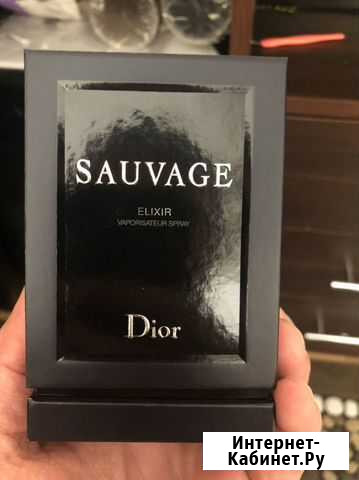 SAUVAGE
ELIXIR
VAPORISATEUR SPRAY
Dior
Интернет-
Кабинет.Ру